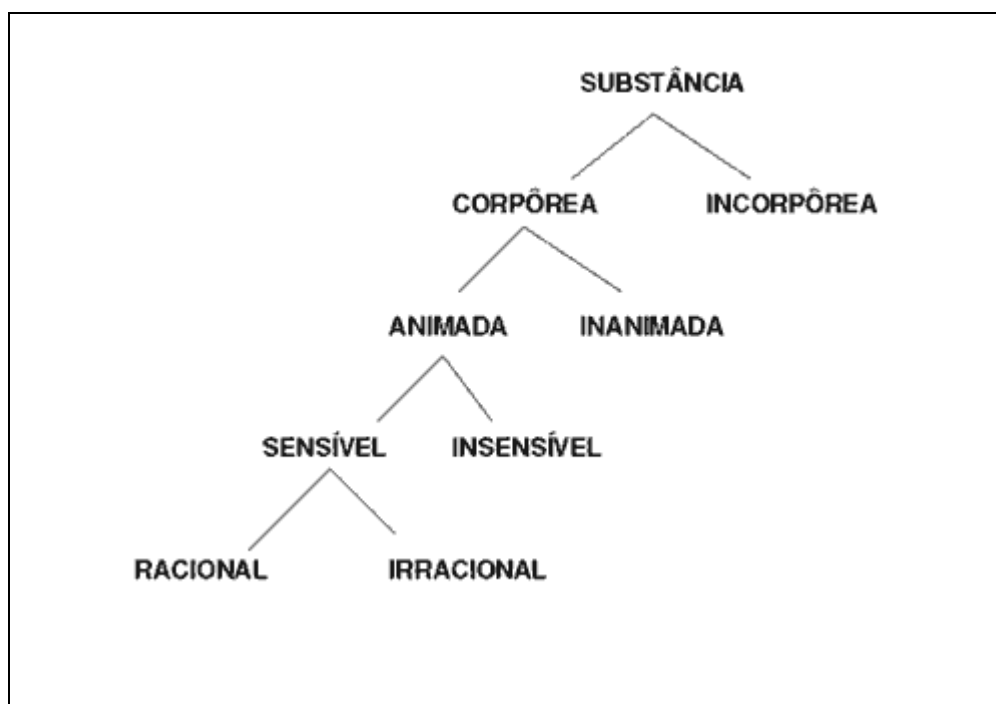 SUBSTÂNCIA
CORPÔREA INCORPÔREA
ANIMADA INANIMADA
SENSÍVEL INSENSÍVEL
RACIONAL IRRACIONAL